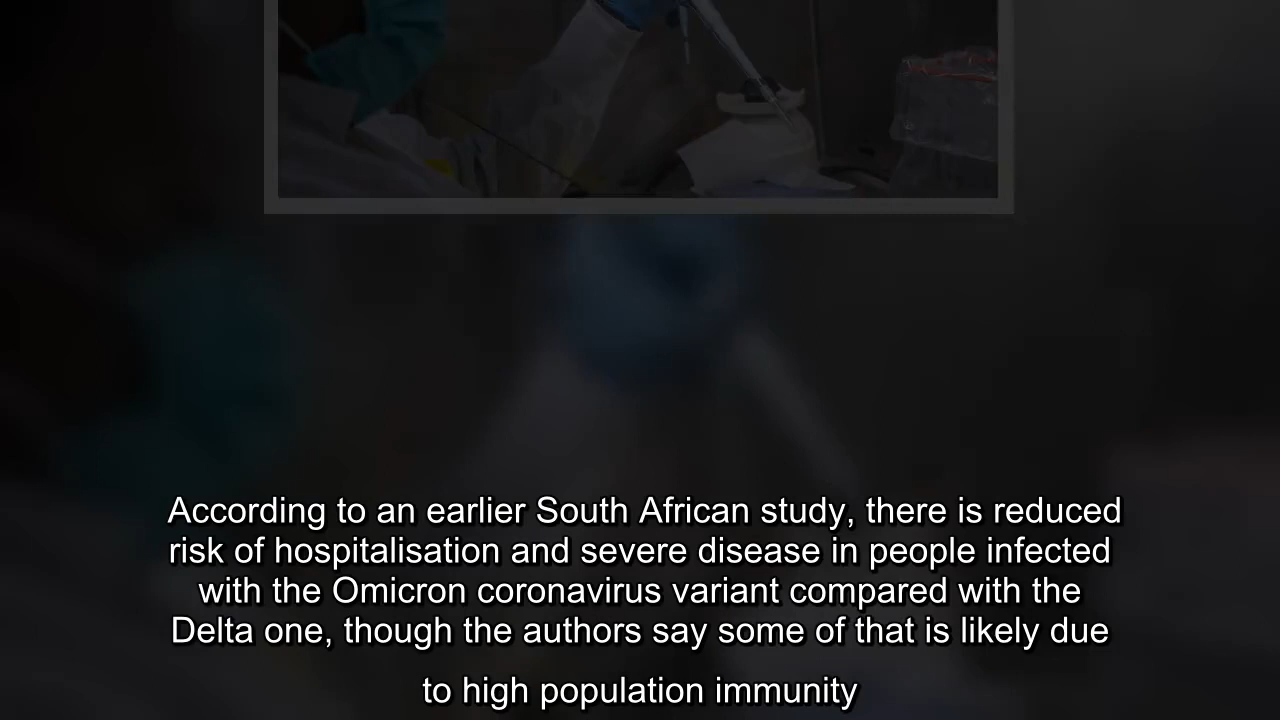 According to an earlier South African study, there is reduced
risk of hospitalisation and severe disease in people infected
with the Omicron coronavirus variant compared with the
Delta one, though the authors say some of that is likely due
to high population immunity